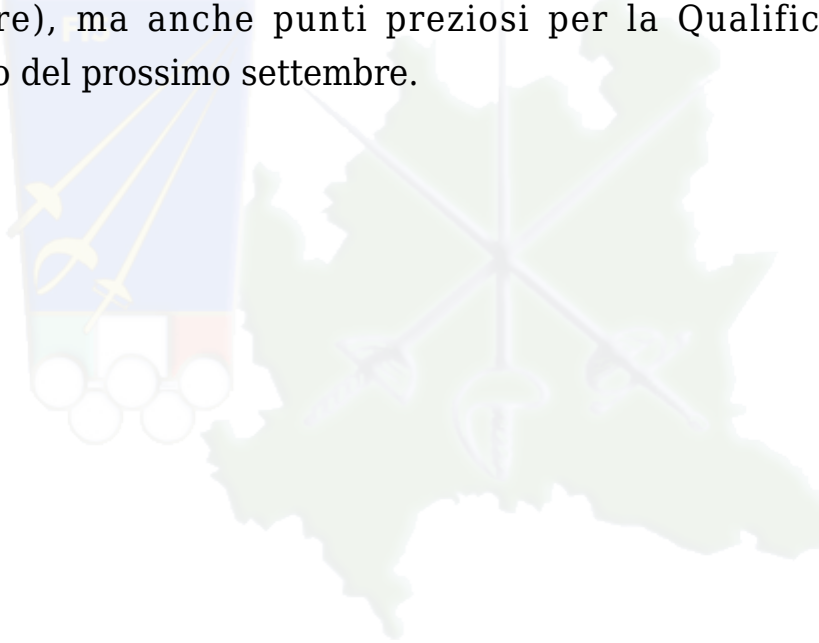 re), ma anche punti preziosi per la Qualific
o del prossimo settembre.